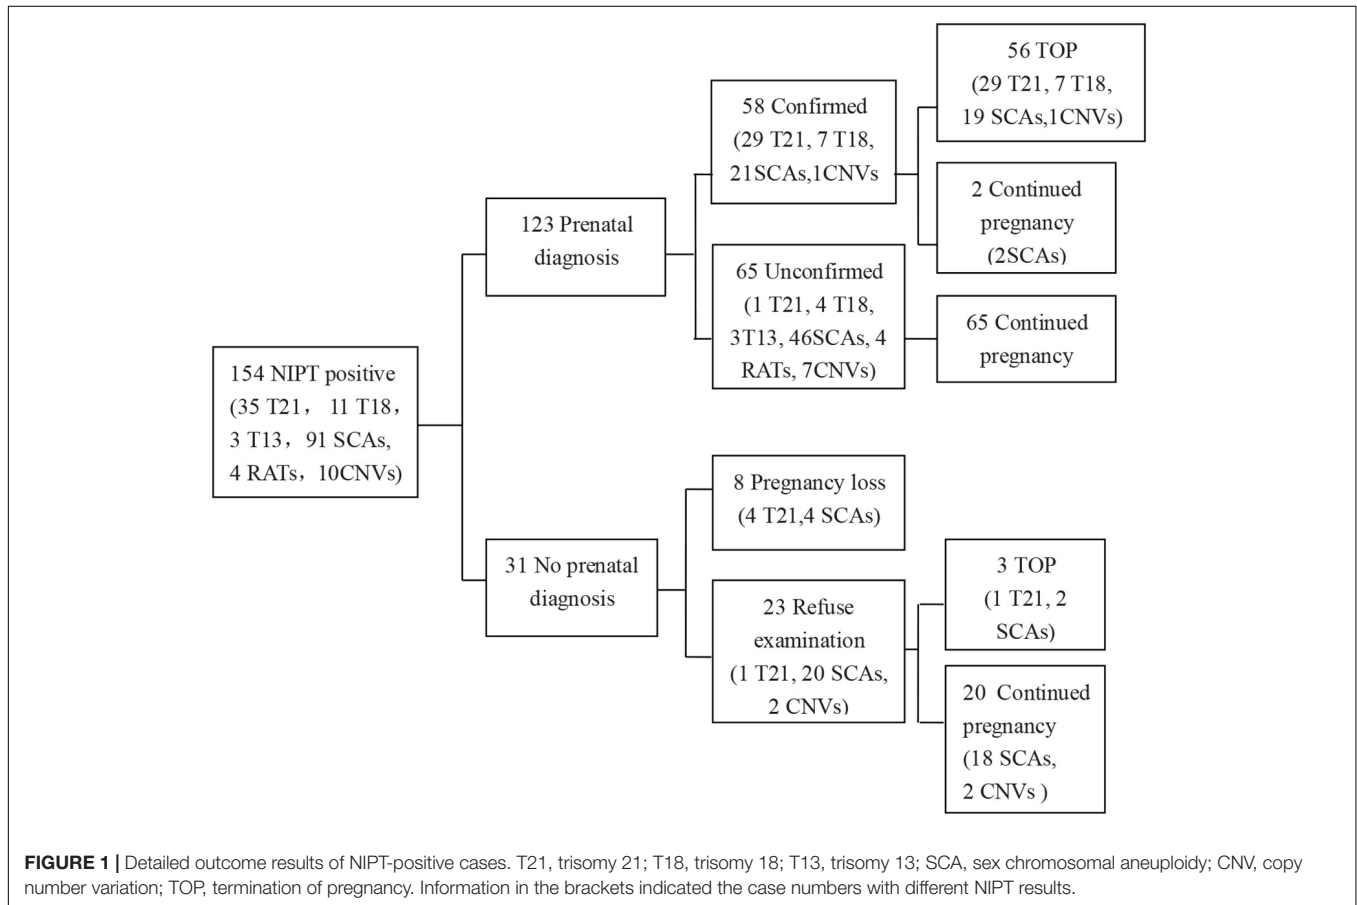 154 NIPT positive
(35 T21， 11 T18，
3 T13，91 SCAs,
4 RATs，10CNVs)
123 Prenatal
diagnosis
58 Confirmed
(29 T21, 7 T18,
21SCAs,1CNVs
56 TOP
(29 T21, 7 T18,
19 SCAs,1CNVs)
2 Continued
pregnancy
(2SCAs)
65 Unconfirmed
(1 T21, 4 T18,
3T13, 46SCAs, 4
RATs, 7CNVs)
65 Continued
pregnancy
31 No prenatal
diagnosis
8 Pregnancy loss
(4 T21,4 SCAs)
23 Refuse
examination
(1 T21, 20 SCAs,
2 CNVs)
3 TOP
(1 T21, 2
SCAs)
20 Continued
pregnancy
(18 SCAs,
2 CNVs )
FIGURE 1 | Detailed outcome results of NIPT-positive cases. T21, trisomy 21; T18, trisomy 18; T13, trisomy 13; SCA, sex chromosomal aneuploidy; CNV, copy
number variation; TOP, termination of pregnancy. Information in the brackets indicated the case numbers with different NIPT results.